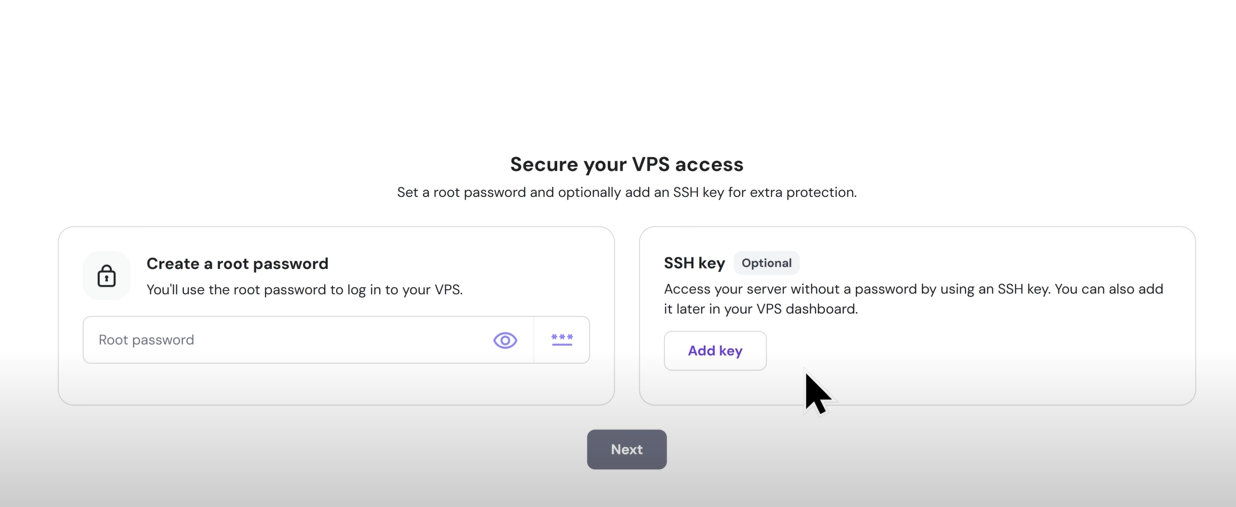 Secure your VPS access
Set a root password and optionally add an SSH key for extra protection.
Create a root password
You'll use the root password to log in to your VPS.
Root password
***
SSH key Optional
Access your server without a password by using an SSH key. You can also add
it later in your VPS dashboard.
Add key
Next